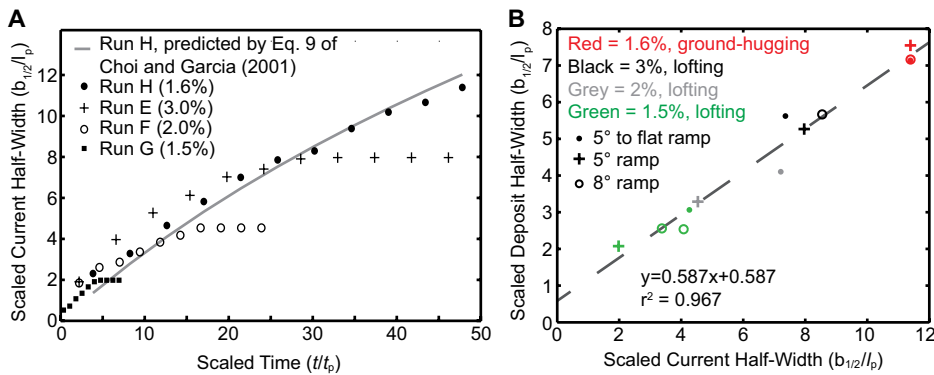 A
Scaled Current Half-Width (b1/2/lp)
16
12
8
4
0
Run H, predicted by Eq. 9 of
Choi and Garcia (2001)
Run H (1.6%)
Run E (3.0%)
Run F (2.0%)
Run G (1.5%)
0 10 20 30 40 50
Scaled Time (t/tp)
B
Scaled Deposit Half-Width (b1/2/lp)
8
7
6
5
4
3
2
1
0
Red = 1.6%, ground-hugging
Black = 3%, lofting
Grey = 2%, lofting
Green = 1.5%, lofting
5° to flat ramp
5° ramp
8° ramp
y=0.587x+0.587
r² = 0.967
0 2 4 6 8 10 12
Scaled Current Half-Width (b1/2/lp)